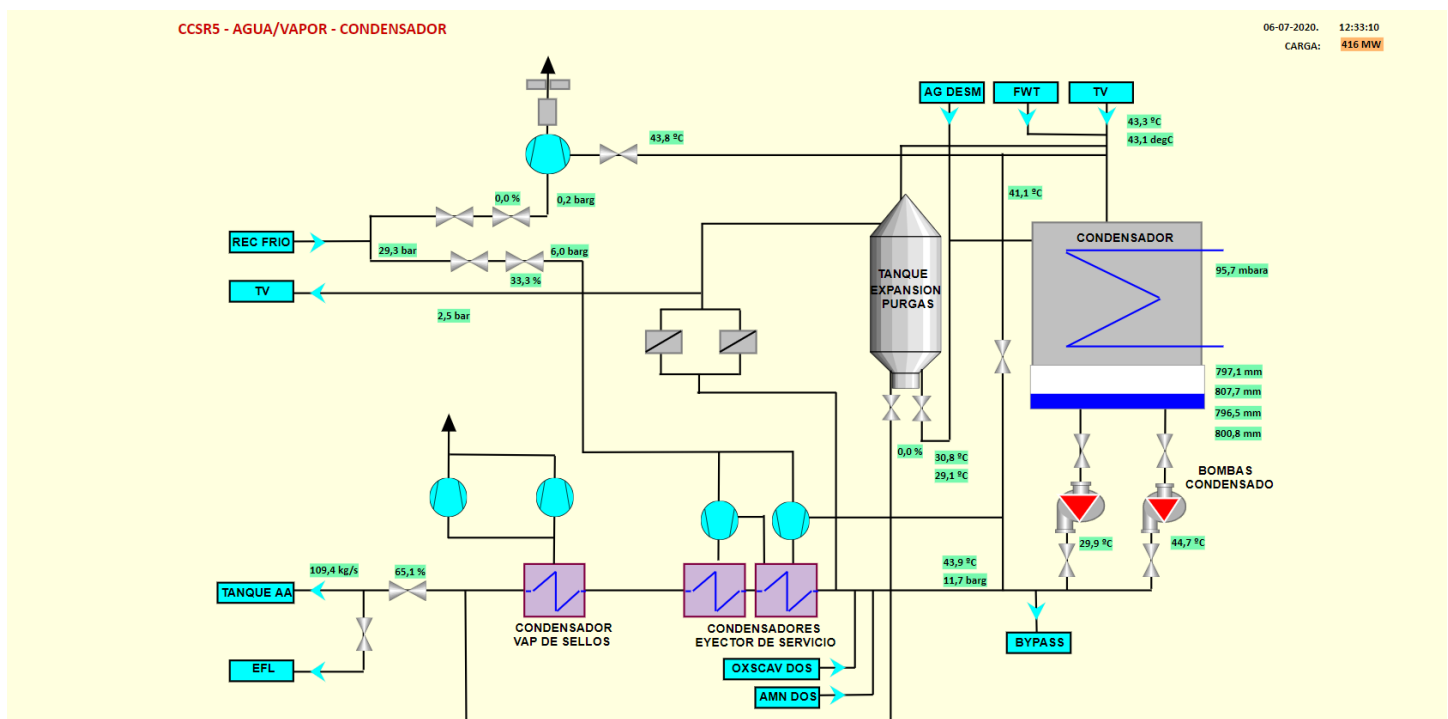 CCSR5 - AGUA/VAPOR - CONDENSADOR
06-07-2020. 12:33:10
CARGA: 416 MW
AG DESM
FWT
TV
43,3 ºC
43,1 degC
43,8 ºC
41,1 ºC
0,0 %
0,2 barg
REC FRIO
29,3 bar
6,0 barg
33,3 %
TV
2,5 bar
TANQUE
EXPANSION
PURGAS
CONDENSADOR
95,7 mbara
797,1 mm
807,7 mm
796,5 mm
800,8 mm
0,0 %
30,8 ºC
29,1 ºC
BOMBAS
CONDENSADO
29,9 ºC
44,7 ºC
43,9 ºC
11,7 barg
109,4 kg/s
65,1 %
TANQUE AA
CONDENSADOR
VAP DE SELLOS
CONDENSADORES
EYECTOR DE SERVICIO
BYPASS
EFL
OXSCAV DOS
AMN DOS